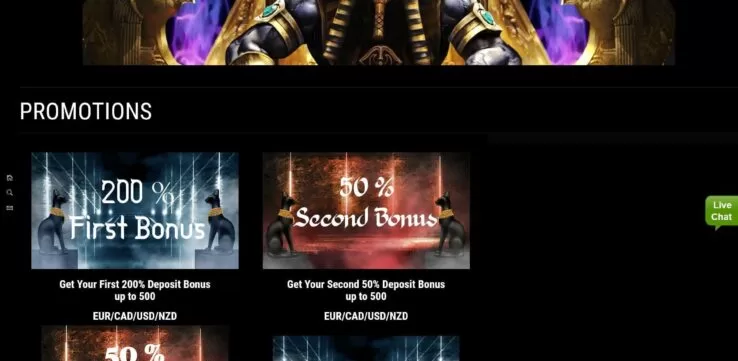 PROMOTIONS
200 %
First Bonus
50 %
Second Bonus
Live
Chat
Get Your First 200% Deposit Bonus
up to 500
EUR/CAD/USD/NZD
Get Your Second 50% Deposit Bonus
up to 500
EUR/CAD/USD/NZD
50 %